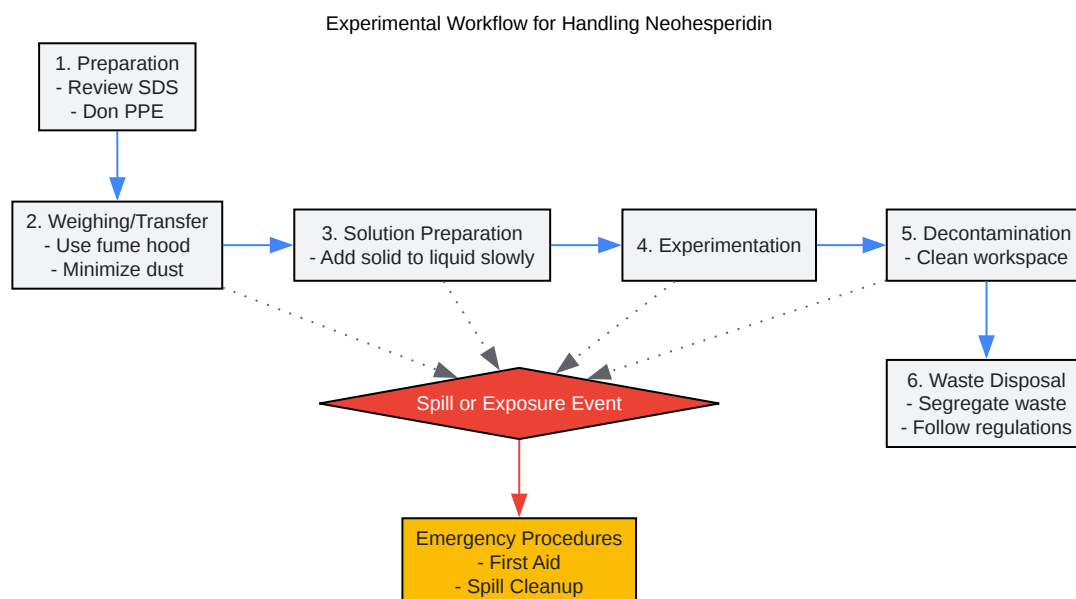 Experimental Workflow for Handling Neohesperidin
1. Preparation
- Review SDS
- Don PPE
2. Weighing/Transfer
- Use fume hood
- Minimize dust
3. Solution Preparation
- Add solid to liquid slowly
4. Experimentation
5. Decontamination
- Clean workspace
6. Waste Disposal
- Segregate waste
- Follow regulations
Spill or Exposure Event
Emergency Procedures
- First Aid
- Spill Cleanup